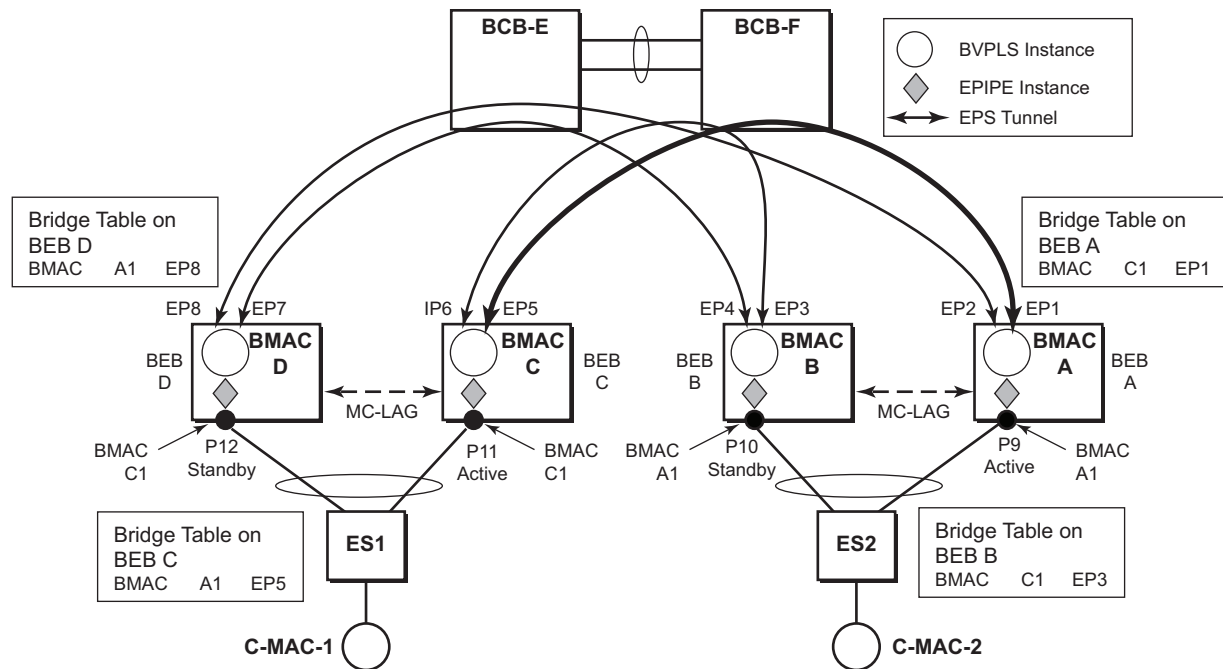 BCB-E
BCB-F
BVPLS Instance
EPIPE Instance
EPS Tunnel
Bridge Table on
BEB D
BMAC A1 EP8
Bridge Table on
BEB A
BMAC C1 EP1
EP8
EP7
IP6
EP5
EP4
EP3
EP2
EP1
BEB
D
BMAC
D
BMAC
C
BEB
C
BEB
B
BMAC
B
BMAC
A
BEB
A
MC-LAG
MC-LAG
BMAC
C1
P12
Standby
P11
Active
BMAC
C1
BMAC
A1
P10
Standby
P9
Active
BMAC
A1
Bridge Table on
BEB C
BMAC A1 EP5
ES1
ES2
Bridge Table on
BEB B
BMAC C1 EP3
C-MAC-1
C-MAC-2